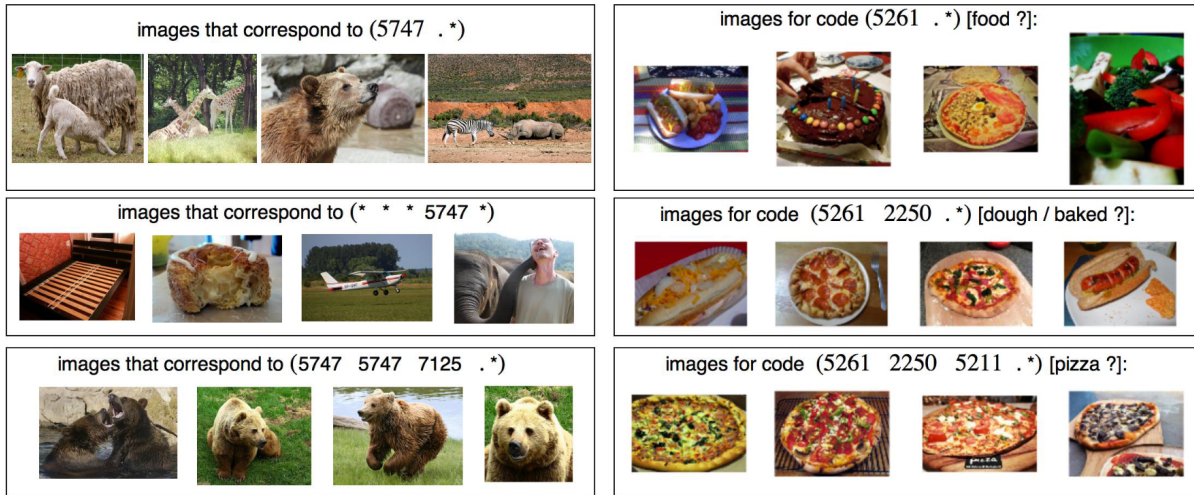 images that correspond to (5747 . *)
images that correspond to (* * * 5747 *)
images that correspond to (5747 5747 7125 . *)
images for code (5261 . *) [food ?]:
images for code (5261 2250 . *) [dough / baked ?]:
images for code (5261 2250 5211 . *) [pizza ?]:
pizza